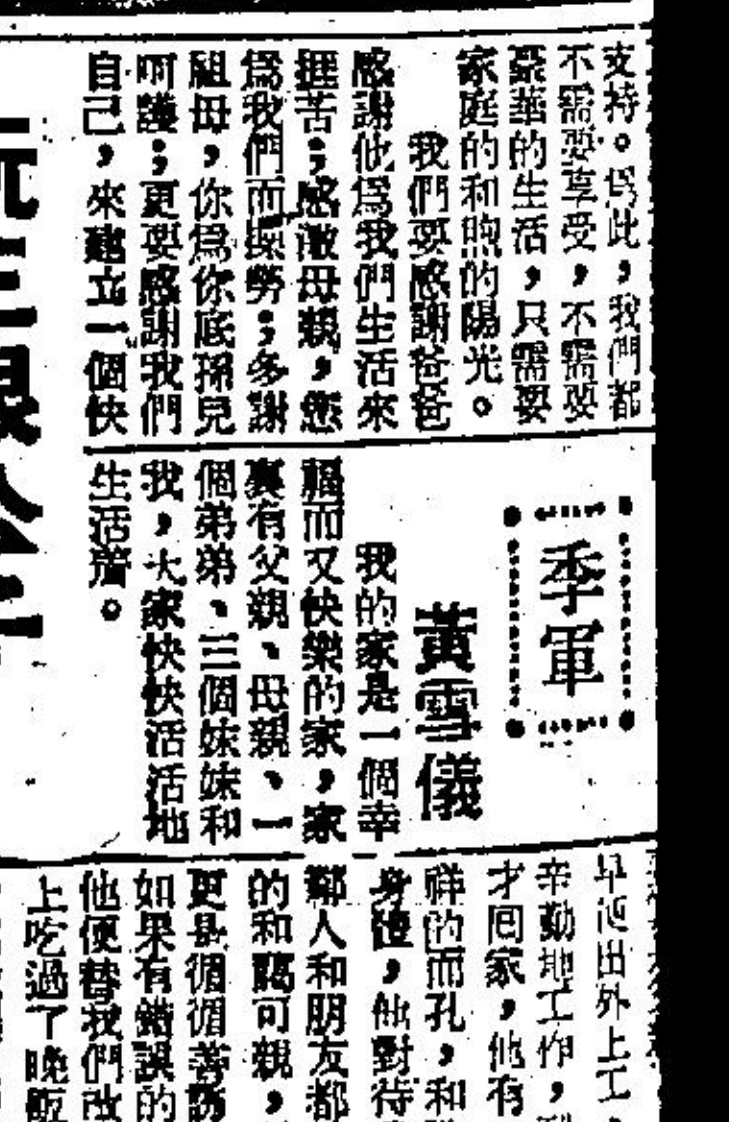 支持。爲此,我們都
不需要享受,不需要
豪華的生活,只需要
家庭的和煦的陽光。
我們要感謝爸爸
感謝他爲我們生活來
捱苦;感激母親,您
爲我們而操勞;多謝
祖母,你爲你底孫兒
呵護;更要感謝我們
自己,來建立一個快
季軍
黃雪儀
我的家是一個幸
福而又快樂的家,家
裏有父親、母親、一
個弟弟、三個妹妹和
我,大家快快活活地
生活着。
早便出外上工,
辛勤地工作,到
才回家,他有
祥的面孔,和
身體,他對待
鄰人和朋友都
的和藹可親,
更是循循善誘
如果有錯誤的
他便替我們改
上吃過了晚飯